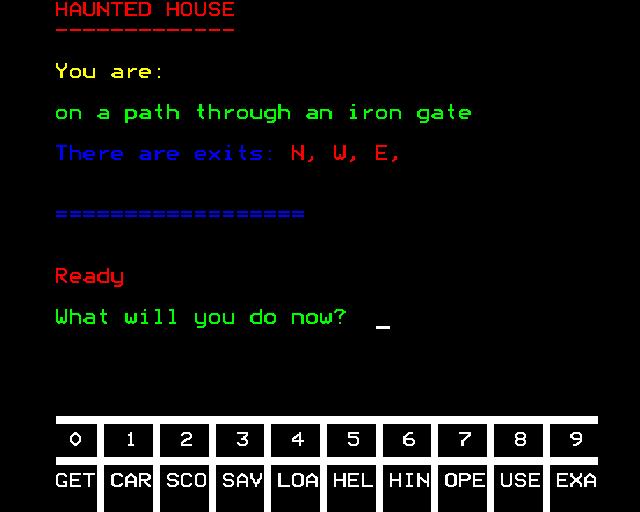 HAUNTED HOUSE
-------------
You are:
on a path through an iron gate
There are exits: N, W, E,
==================
Ready
What will you do now? _
0 1 2 3 4 5 6 7 8 9
GET CAR SCO SAV LOA HEL HIN OPE USE EXA